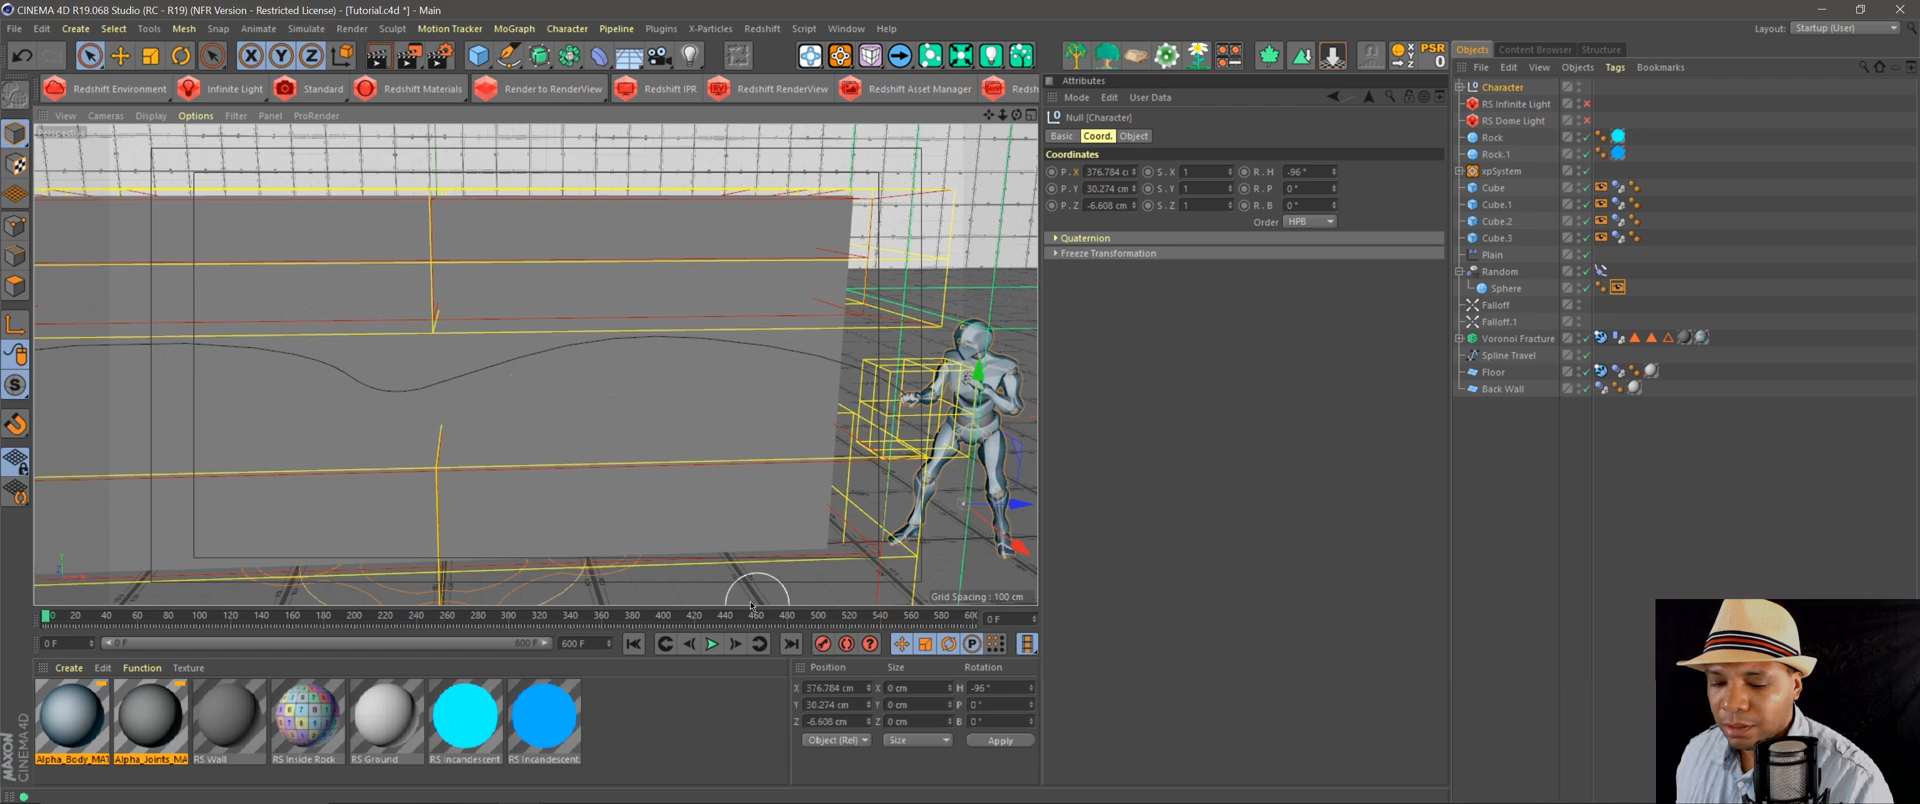 CINEMA 4D R19.068 Studio (RC - R19) (NFR Version - Restricted License) - [Tutorial.c4d *] - Main
File Edit Create Select Tools Mesh Snap Animate Simulate Render Sculpt Motion Tracker MoGraph Character Pipeline Plugins X-Particles Redshift Script Window Help
Layout: Startup (User)
X Y Z
PSR
0
Objects Content Browser Structure
File Edit View Objects Tags Bookmarks
Redshift Environment Infinite Light Standard Redshift Materials Render to RenderView Redshift IPR Redshift RenderView Redshift Asset Manager Redsh
View Cameras Display Options Filter Panel ProRender
Perspective
Grid Spacing : 100 cm
Attributes
Mode Edit User Data
Null [Character]
Basic Coord. Object
Coordinates
P . X 376.784 c S . X 1 R . H -96 °
P . Y 30.274 cm S . Y 1 R . P 0 °
P . Z -6.608 cm S . Z 1 R . B 0 °
Order HPB
Quaternion
Freeze Transformation
Character
RS Infinite Light
RS Dome Light
Rock
Rock.1
xpSystem
Cube
Cube.1
Cube.2
Cube.3
Plain
Random
Sphere
Falloff
Falloff.1
Voronoi Fracture
Spline Travel
Floor
Back Wall
0 20 40 60 80 100 120 140 160 180 200 220 240 260 280 300 320 340 360 380 400 420 440 460 480 500 520 540 560 580 600 0 F
0 F 0 F 600 F 600 F
Create Edit Function Texture
Alpha_Body_MAT Alpha_Joints_MA RS Wall RS Inside Rock RS Ground RS Incandescent RS Incandescent
Position Size Rotation
X 376.784 cm X 0 cm H -96 °
Y 30.274 cm Y 0 cm P 0 °
Z -6.608 cm Z 0 cm B 0 °
Object (Rel) Size Apply
MAXON
CINEMA 4D